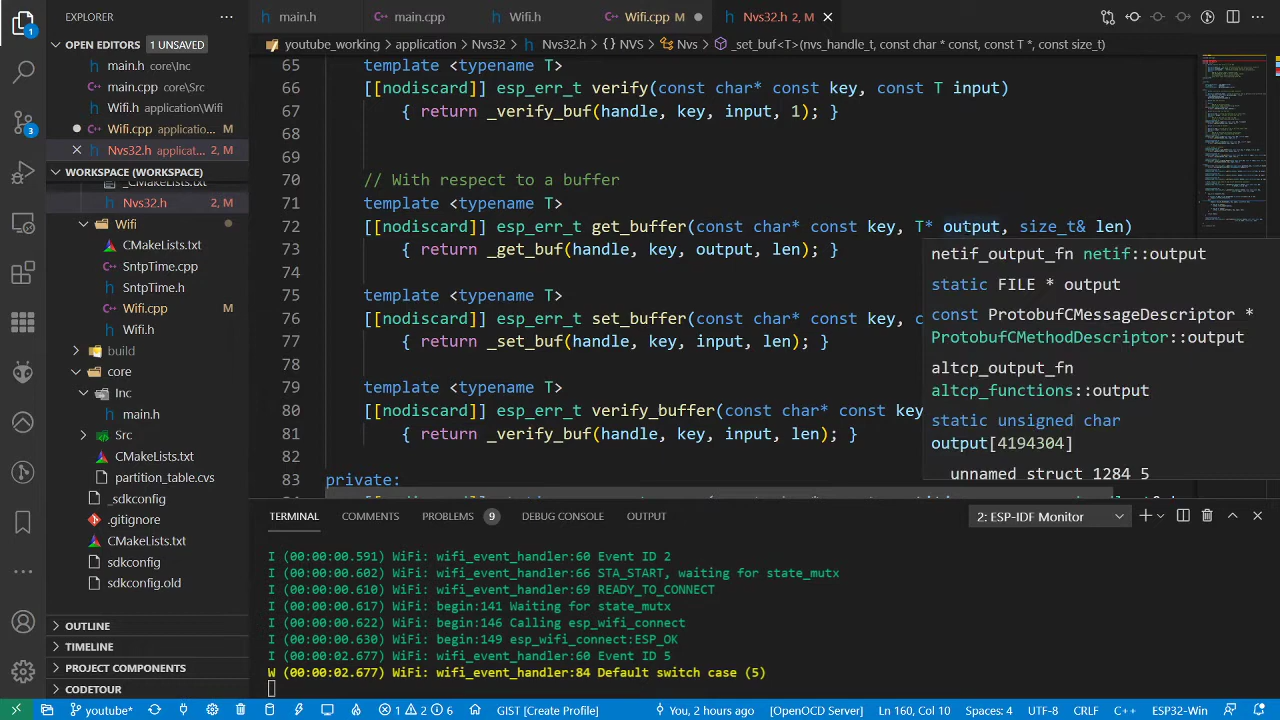 1
3
EXPLORER
OPEN EDITORS 1 UNSAVED
main.h core\Inc
main.cpp core\Src
Wifi.h application\Wifi
Wifi.cpp applicatio... M
Nvs32.h applicat... 2, M
WORKSPACE (WORKSPACE)
_CMakeLists.txt
Nvs32.h 2, M
Wifi
CMakeLists.txt
SntpTime.cpp
SntpTime.h
Wifi.cpp M
Wifi.h
build
core
Inc
main.h
Src
CMakeLists.txt
partition_table.cvs
_sdkconfig
.gitignore
CMakeLists.txt
sdkconfig
sdkconfig.old
OUTLINE
TIMELINE
PROJECT COMPONENTS
CODETOUR
main.h main.cpp Wifi.h Wifi.cpp M Nvs32.h 2, M
youtube_working application Nvs32 Nvs32.h {} NVS Nvs _set_buf<T>(nvs_handle_t, const char * const, const T *, const size_t)
65 template <typename T>
66 [[nodiscard]] esp_err_t verify(const char* const key, const T input)
67 { return _verify_buf(handle, key, input, 1); }
68
69
70 // With respect to a buffer
71 template <typename T>
72 [[nodiscard]] esp_err_t get_buffer(const char* const key, T* output, size_t& len)
73 { return _get_buf(handle, key, output, len); }
74
75 template <typename T>
76 [[nodiscard]] esp_err_t set_buffer(const char* const key, c
77 { return _set_buf(handle, key, input, len); }
78
79 template <typename T>
80 [[nodiscard]] esp_err_t verify_buffer(const char* const key
81 { return _verify_buf(handle, key, input, len); }
82
83 private:
netif_output_fn netif::output
static FILE * output
const ProtobufCMessageDescriptor *
ProtobufCMethodDescriptor::output
altcp_output_fn
altcp_functions::output
static unsigned char
output[4194304]
unnamed struct 1284 5
TERMINAL COMMENTS PROBLEMS 9 DEBUG CONSOLE OUTPUT 2: ESP-IDF Monitor
I (00:00:00.591) WiFi: wifi_event_handler:60 Event ID 2
I (00:00:00.602) WiFi: wifi_event_handler:66 STA_START, waiting for state_mutx
I (00:00:00.610) WiFi: wifi_event_handler:69 READY_TO_CONNECT
I (00:00:00.617) WiFi: begin:141 Waiting for state_mutx
I (00:00:00.622) WiFi: begin:146 Calling esp_wifi_connect
I (00:00:00.630) WiFi: begin:149 esp_wifi_connect:ESP_OK
I (00:00:02.677) WiFi: wifi_event_handler:60 Event ID 5
W (00:00:02.677) WiFi: wifi_event_handler:84 Default switch case (5)
youtube* 1 2 6 GIST [Create Profile] You, 2 hours ago [OpenOCD Server] Ln 160, Col 10 Spaces: 4 UTF-8 CRLF C++ ESP32-Win